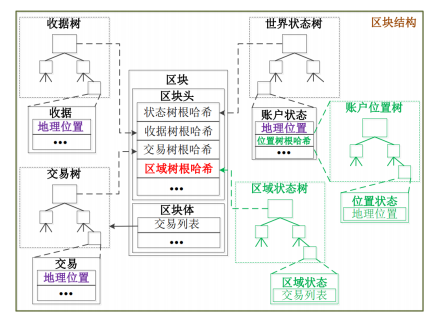 收据树
世界状态树
区块结构
区块
区块头
状态树根哈希
收据树根哈希
交易树根哈希
区域树根哈希
•••
收据
地理位置
•••
账户状态
地理位置
位置树根哈希
•••
账户位置树
交易树
区块体
交易列表
区域状态树
位置状态
地理位置
交易
地理位置
•••
区域状态
交易列表